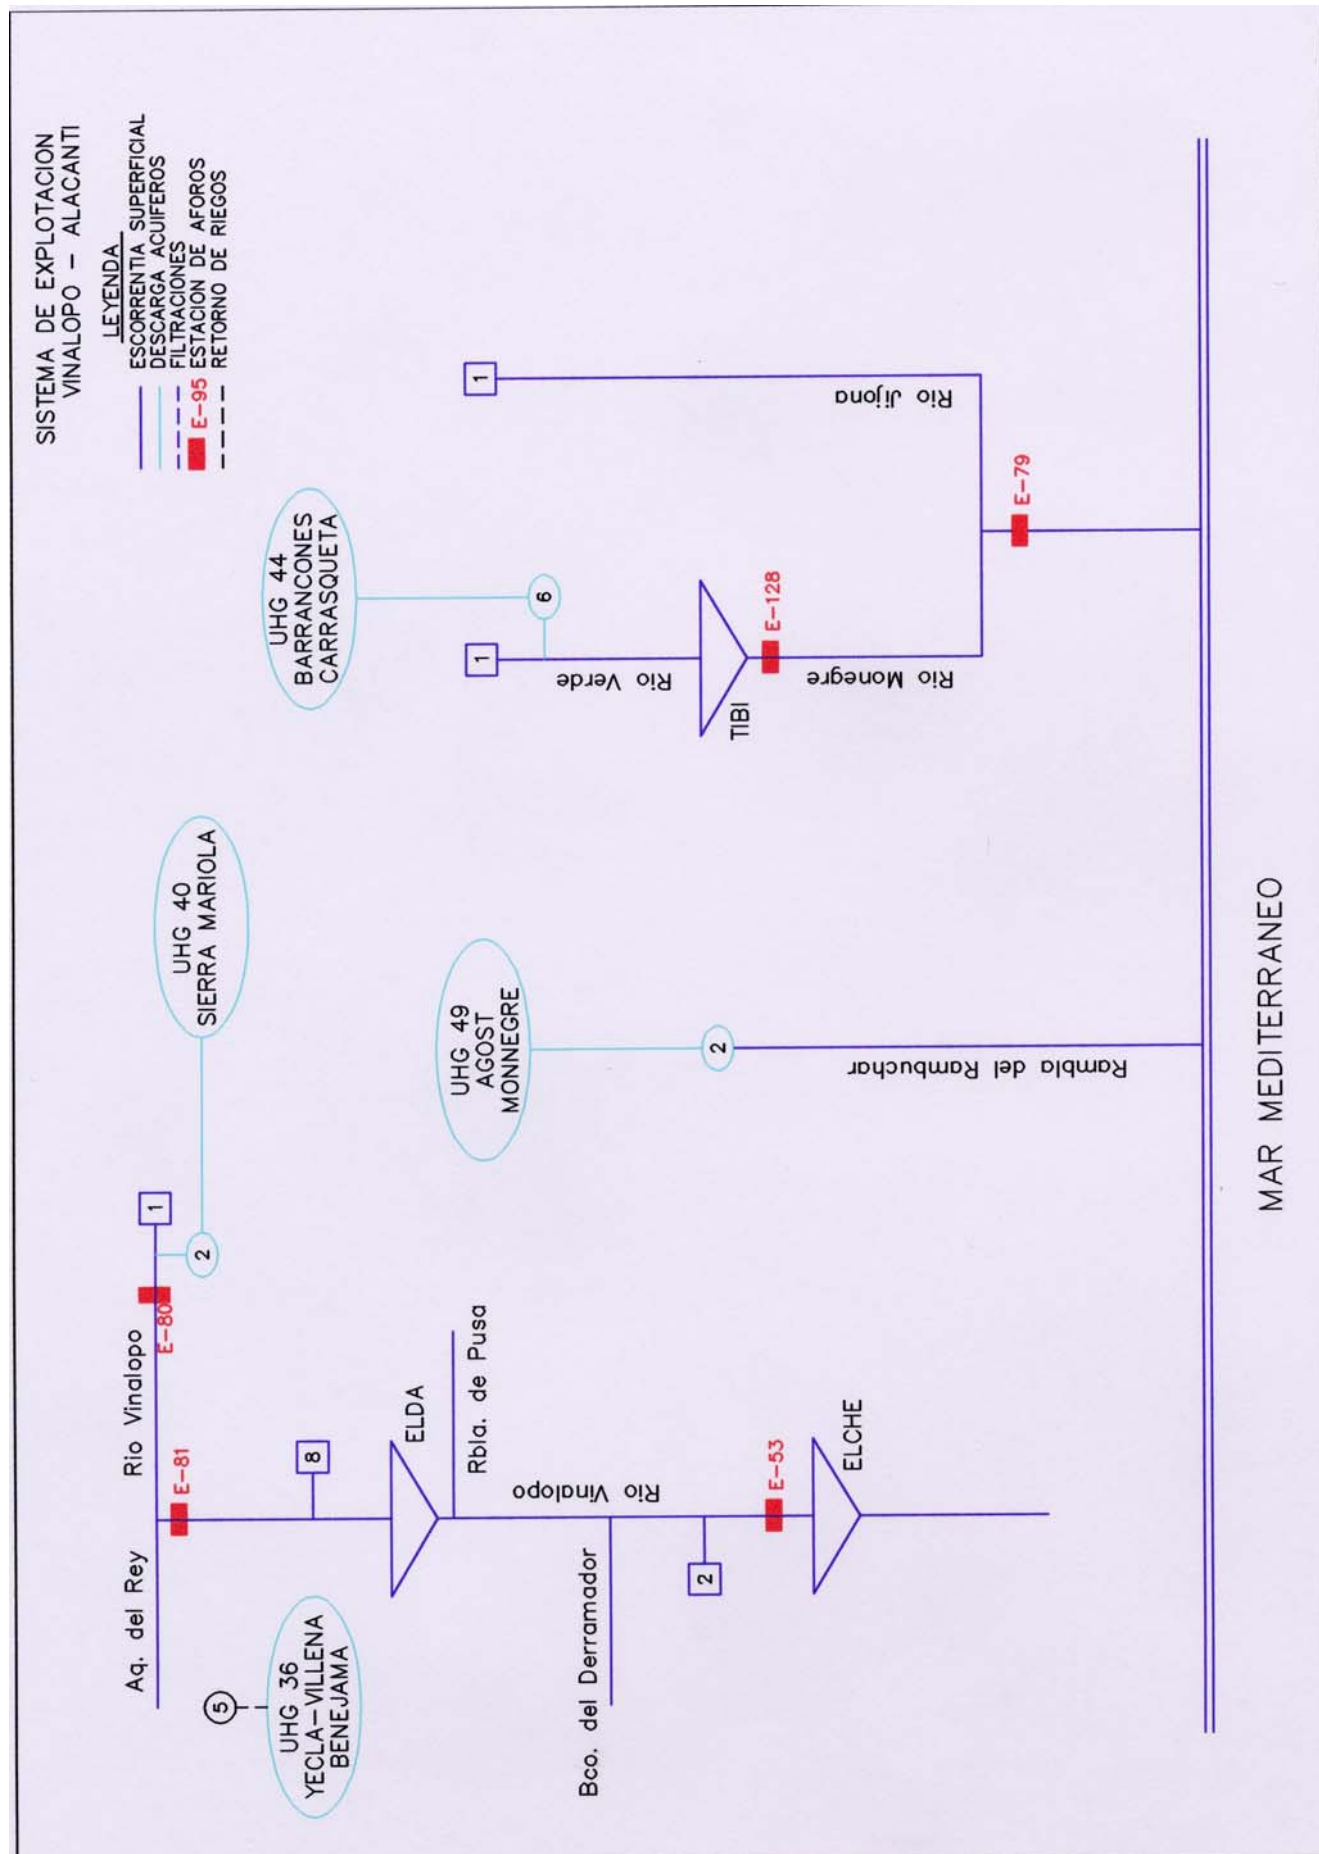 SISTEMA DE EXPLOTACION
VINALOPO - ALACANTI
LEYENDA
ESCORRENTIA SUPERFICIAL
DESCARGA ACUIFEROS
FILTRACIONES
E-95 ESTACION DE AFOROS
RETORNO DE RIEGOS
Aq. del Rey
Rio Vinalopo
1
E-80
2
UHG 40
SIERRA MARIOLA
E-81
5
UHG 36
YECLA-VILLENA
BENEJAMA
8
ELDA
Rbla. de Pusa
Rio Vinalopo
Bco. del Derramador
2
E-53
ELCHE
UHG 49
AGOST
MONNEGRE
2
Rambla del Rambuchar
UHG 44
BARRANCONES
CARRASQUETA
6
1
Rio Verde
TIBI
E-128
Rio Monegre
1
Rio Jijona
E-79
MAR MEDITERRANEO